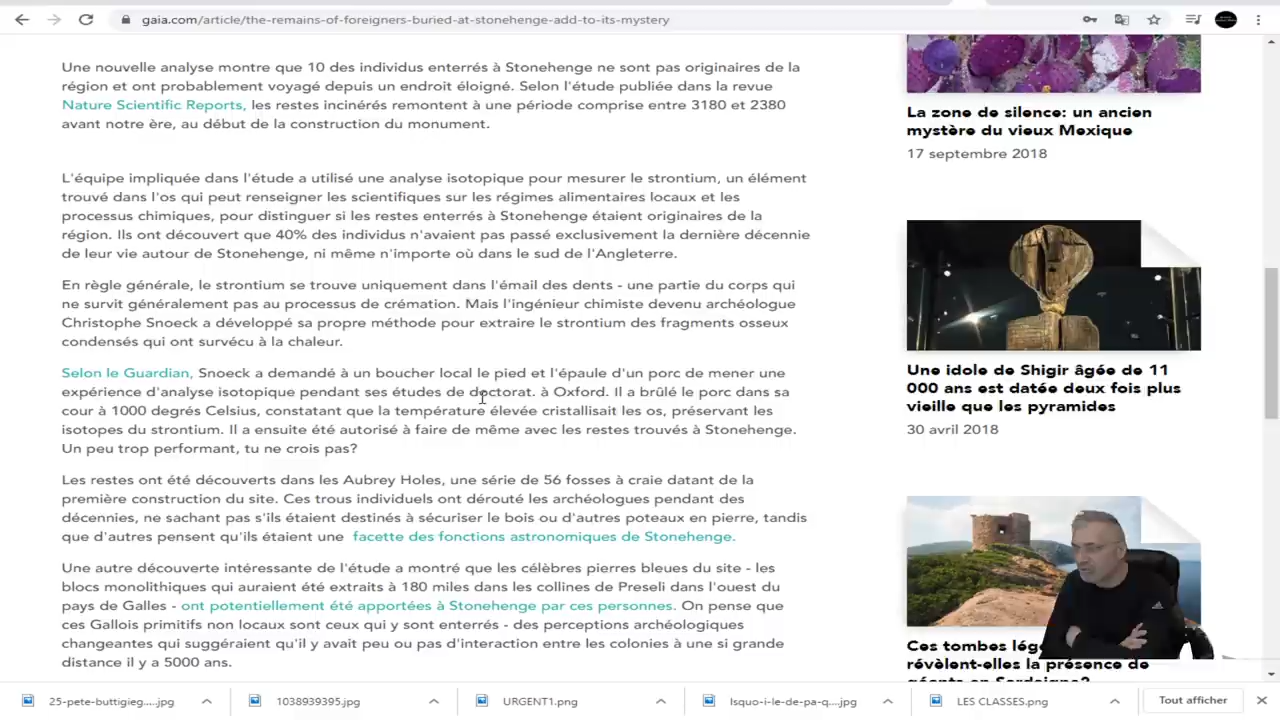 gaia.com/article/the-remains-of-foreigners-buried-at-stonehenge-add-to-its-mystery
Une nouvelle analyse montre que 10 des individus enterrés à Stonehenge ne sont pas originaires de la
région et ont probablement voyagé depuis un endroit éloigné. Selon l'étude publiée dans la revue
Nature Scientific Reports, les restes incinérés remontent à une période comprise entre 3180 et 2380
avant notre ère, au début de la construction du monument.
L'équipe impliquée dans l'étude a utilisé une analyse isotopique pour mesurer le strontium, un élément
trouvé dans l'os qui peut renseigner les scientifiques sur les régimes alimentaires locaux et les
processus chimiques, pour distinguer si les restes enterrés à Stonehenge étaient originaires de la
région. Ils ont découvert que 40% des individus n'avaient pas passé exclusivement la dernière décennie
de leur vie autour de Stonehenge, ni même n'importe où dans le sud de l'Angleterre.
En règle générale, le strontium se trouve uniquement dans l'émail des dents - une partie du corps qui
ne survit généralement pas au processus de crémation. Mais l'ingénieur chimiste devenu archéologue
Christophe Snoeck a développé sa propre méthode pour extraire le strontium des fragments osseux
condensés qui ont survécu à la chaleur.
Selon le Guardian, Snoeck a demandé à un boucher local le pied et l'épaule d'un porc de mener une
expérience d'analyse isotopique pendant ses études de doctorat. à Oxford. Il a brûlé le porc dans sa
cour à 1000 degrés Celsius, constatant que la température élevée cristallisait les os, préservant les
isotopes du strontium. Il a ensuite été autorisé à faire de même avec les restes trouvés à Stonehenge.
Un peu trop performant, tu ne crois pas?
Les restes ont été découverts dans les Aubrey Holes, une série de 56 fosses à craie datant de la
première construction du site. Ces trous individuels ont dérouté les archéologues pendant des
décennies, ne sachant pas s'ils étaient destinés à sécuriser le bois ou d'autres poteaux en pierre, tandis
que d'autres pensent qu'ils étaient une facette des fonctions astronomiques de Stonehenge.
Une autre découverte intéressante de l'étude a montré que les célèbres pierres bleues du site - les
blocs monolithiques qui auraient été extraits à 180 miles dans les collines de Preseli dans l'ouest du
pays de Galles - ont potentiellement été apportées à Stonehenge par ces personnes. On pense que
ces Gallois primitifs non locaux sont ceux qui y sont enterrés - des perceptions archéologiques
changeantes qui suggéraient qu'il y avait peu ou pas d'interaction entre les colonies à une si grande
distance il y a 5000 ans.
La zone de silence: un ancien
mystère du vieux Mexique
17 septembre 2018
Une idole de Shigir âgée de 11
000 ans est datée deux fois plus
vieille que les pyramides
30 avril 2018
Ces tombes
révèlent-elles la présence de
25-pete-buttigieg....jpg
1038939395.jpg
URGENT1.png
Isquo-i-le-de-pa-q....jpg
LES CLASSES.png
Tout afficher